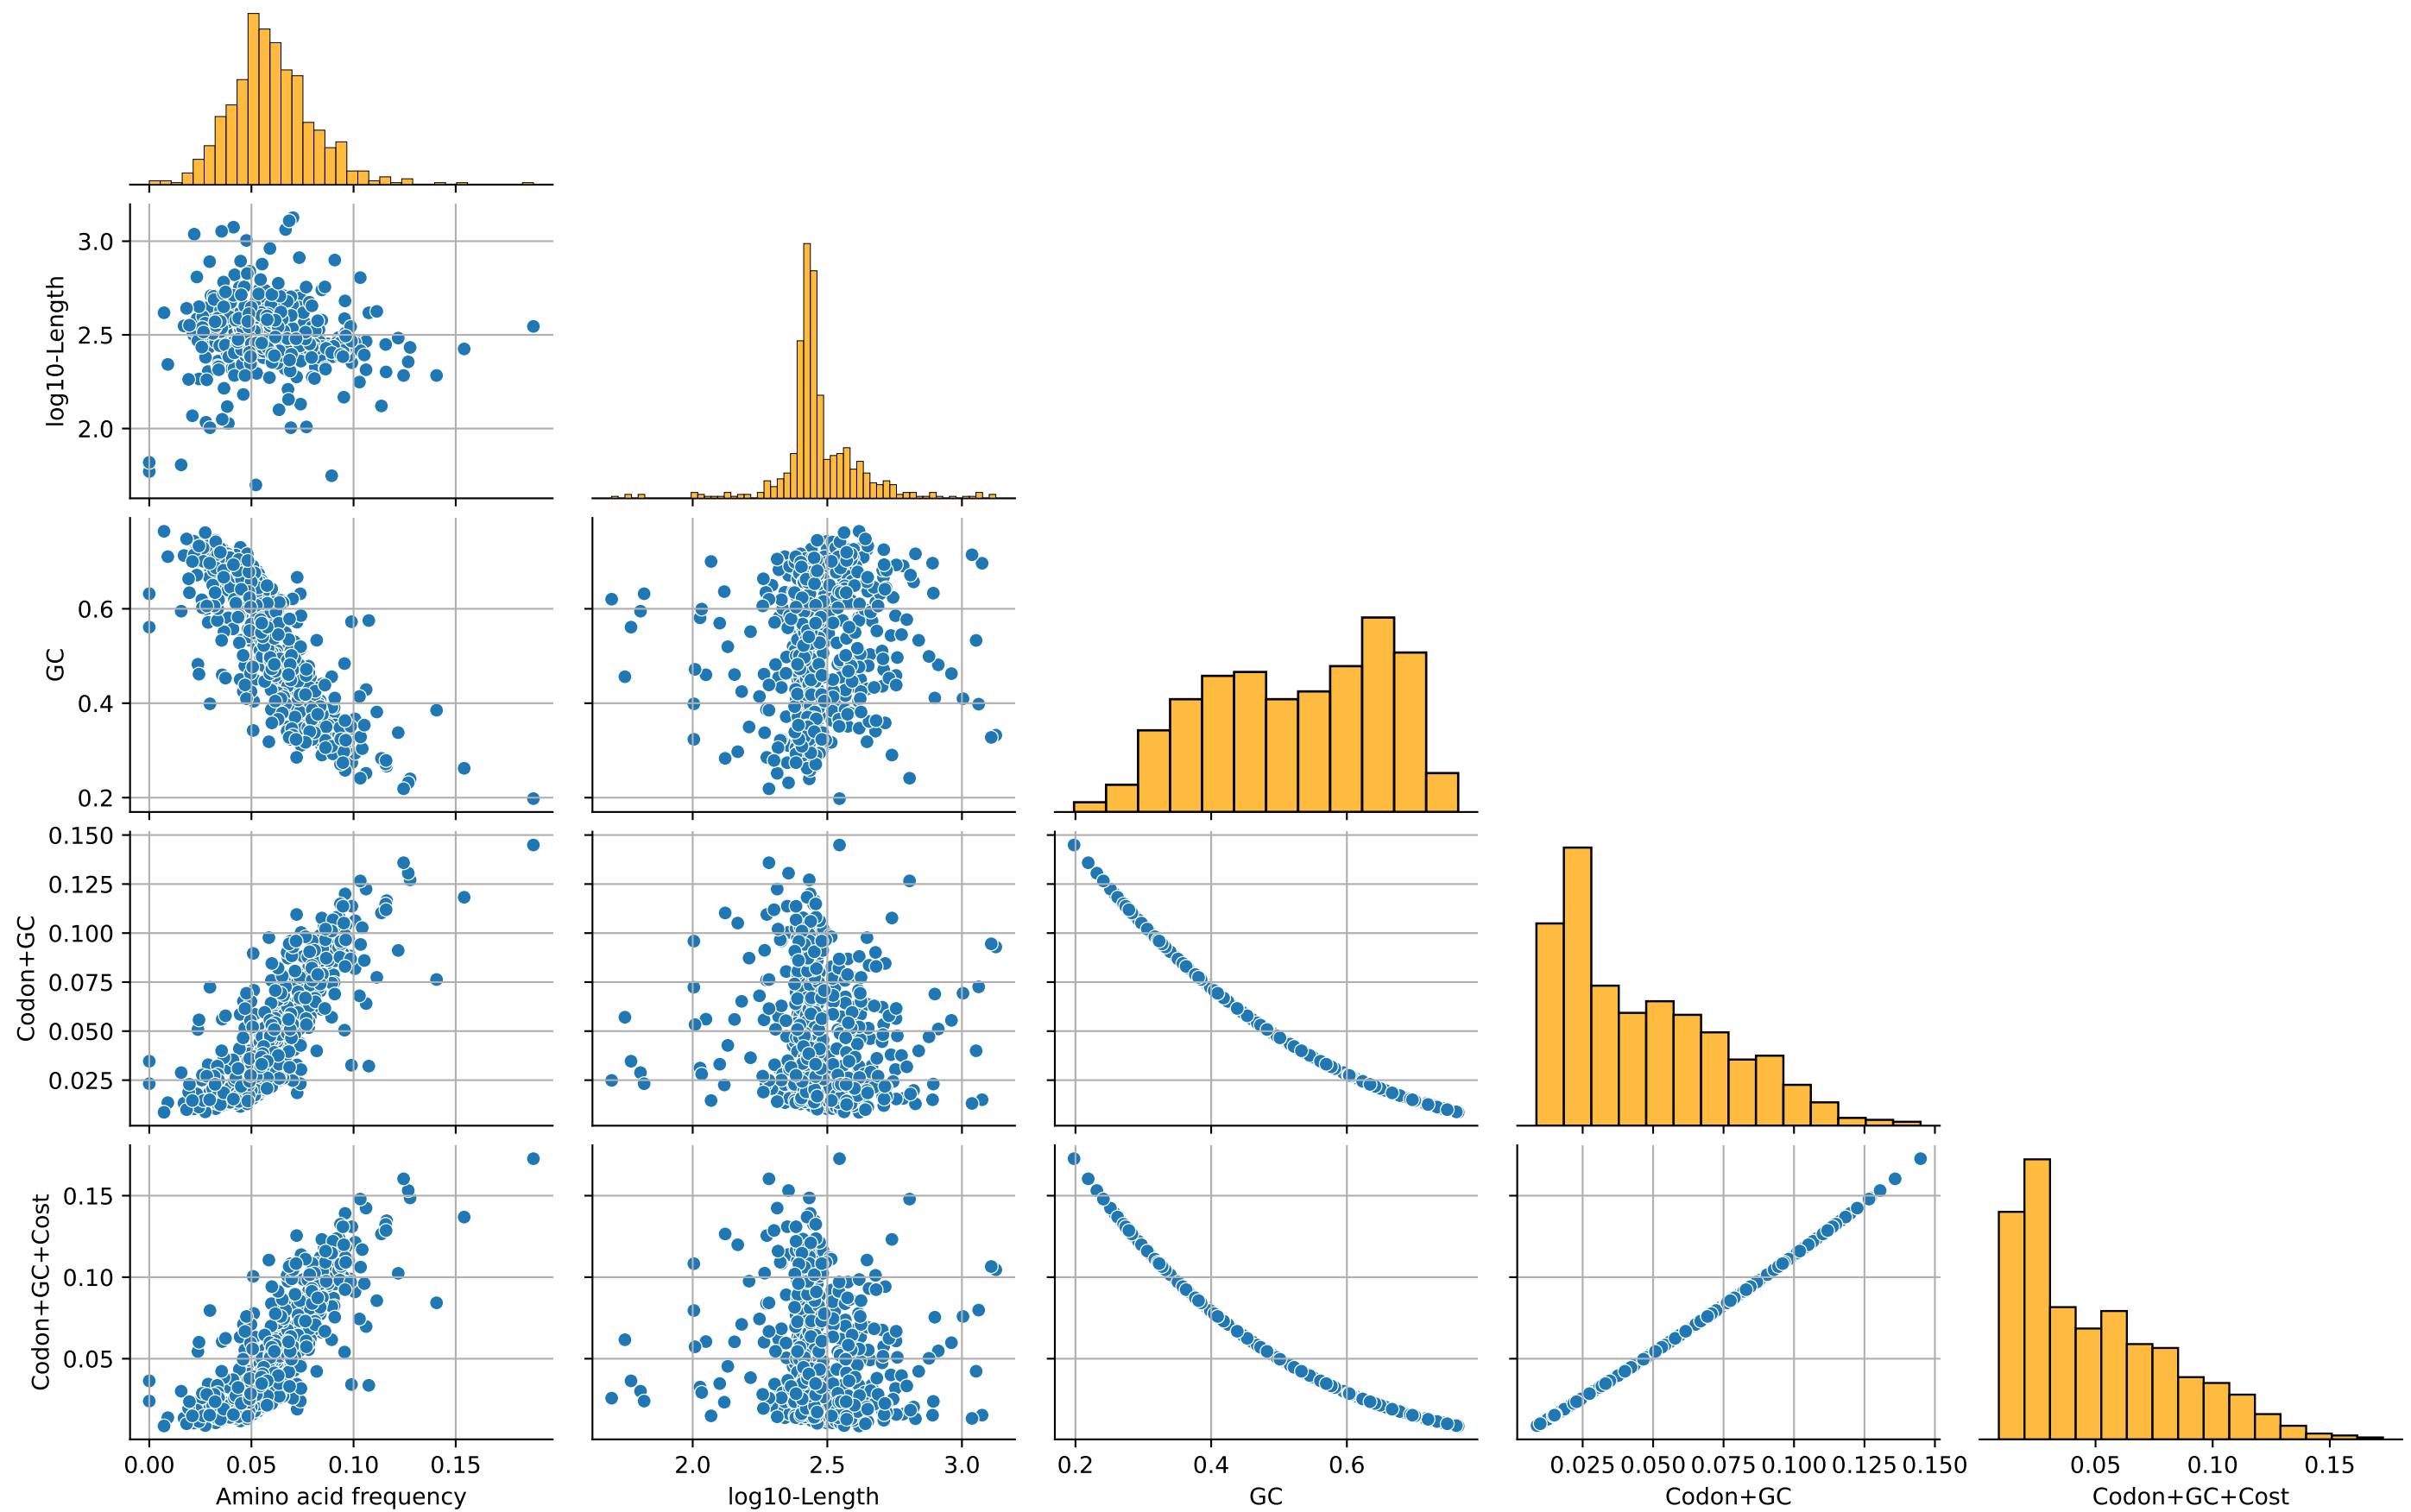 3.0
2.5
2.0
log10-Length
0.6
0.4
0.2
GC
0.150
0.125
0.100
0.075
0.050
0.025
Codon+GC
0.15
0.10
0.05
Codon+GC+Cost
0.00 0.05 0.10 0.15
Amino acid frequency
2.0 2.5 3.0
log10-Length
0.2 0.4 0.6
GC
0.025 0.050 0.075 0.100 0.125 0.150
Codon+GC
0.05 0.10 0.15
Codon+GC+Cost